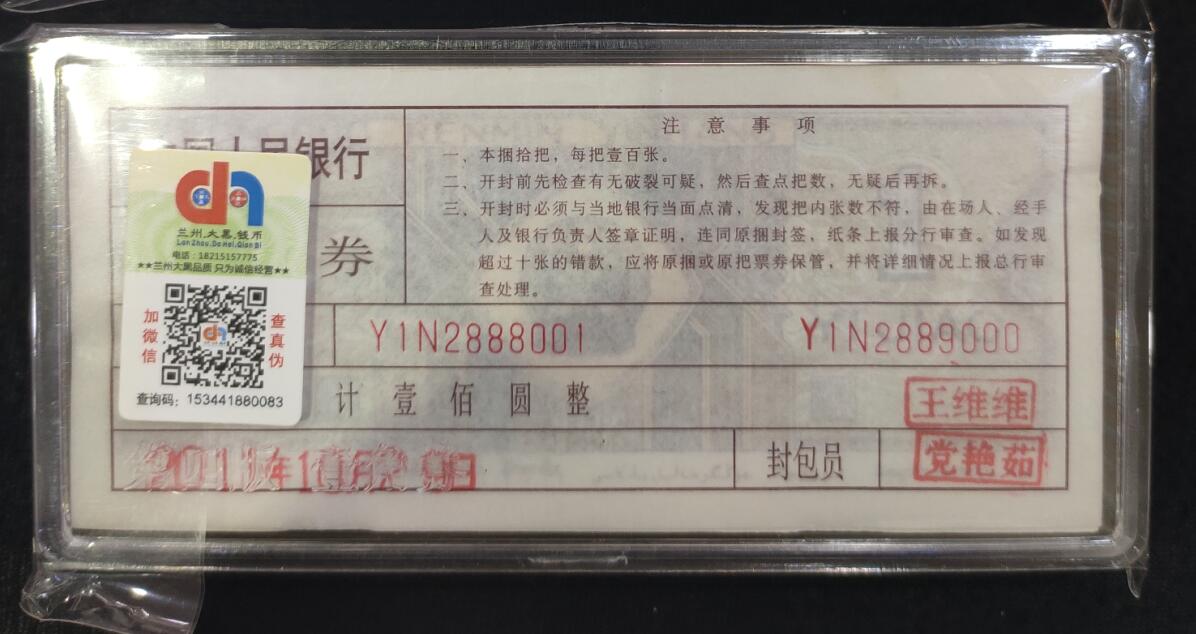 银行
券
注意事项
一、本捆拾把，每把壹百张。
二、开封前先检查有无破裂可疑，然后查点把数，无疑后再拆。
三、开封时必须与当地银行当面点清，发现把内张数不符，由在场人、经手
人及银行负责人签章证明，连同原捆封签，纸条上报分行审查。如发现
超过十张的错款，应将原捆或原把票券保管，并将详细情况上报总行审
查处理。
Y1N2888001
Y1N2889000
计壹佰圆整
王维维
封包员
党艳茹
dh
兰州.大黑.钱币
LanZhou.DaHei.QianBi
电话：18215157775
★★兰州大黑品质 只为诚信经营★★
加微信
查真伪
查询码：153441880083